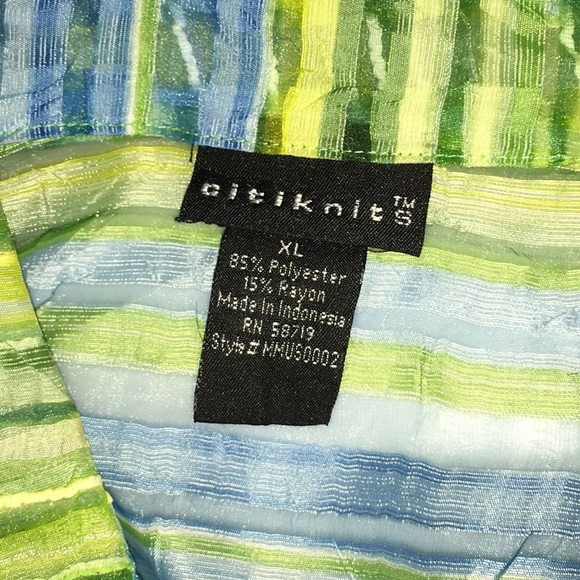 citiknits™
XL
85% Polyester
15% Rayon
Made in Indonesia
RN 58719
Style# MMUS0002